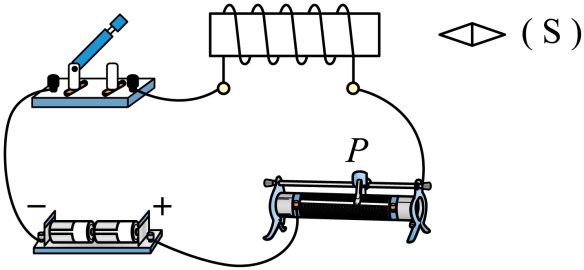 ( S )
P
− +